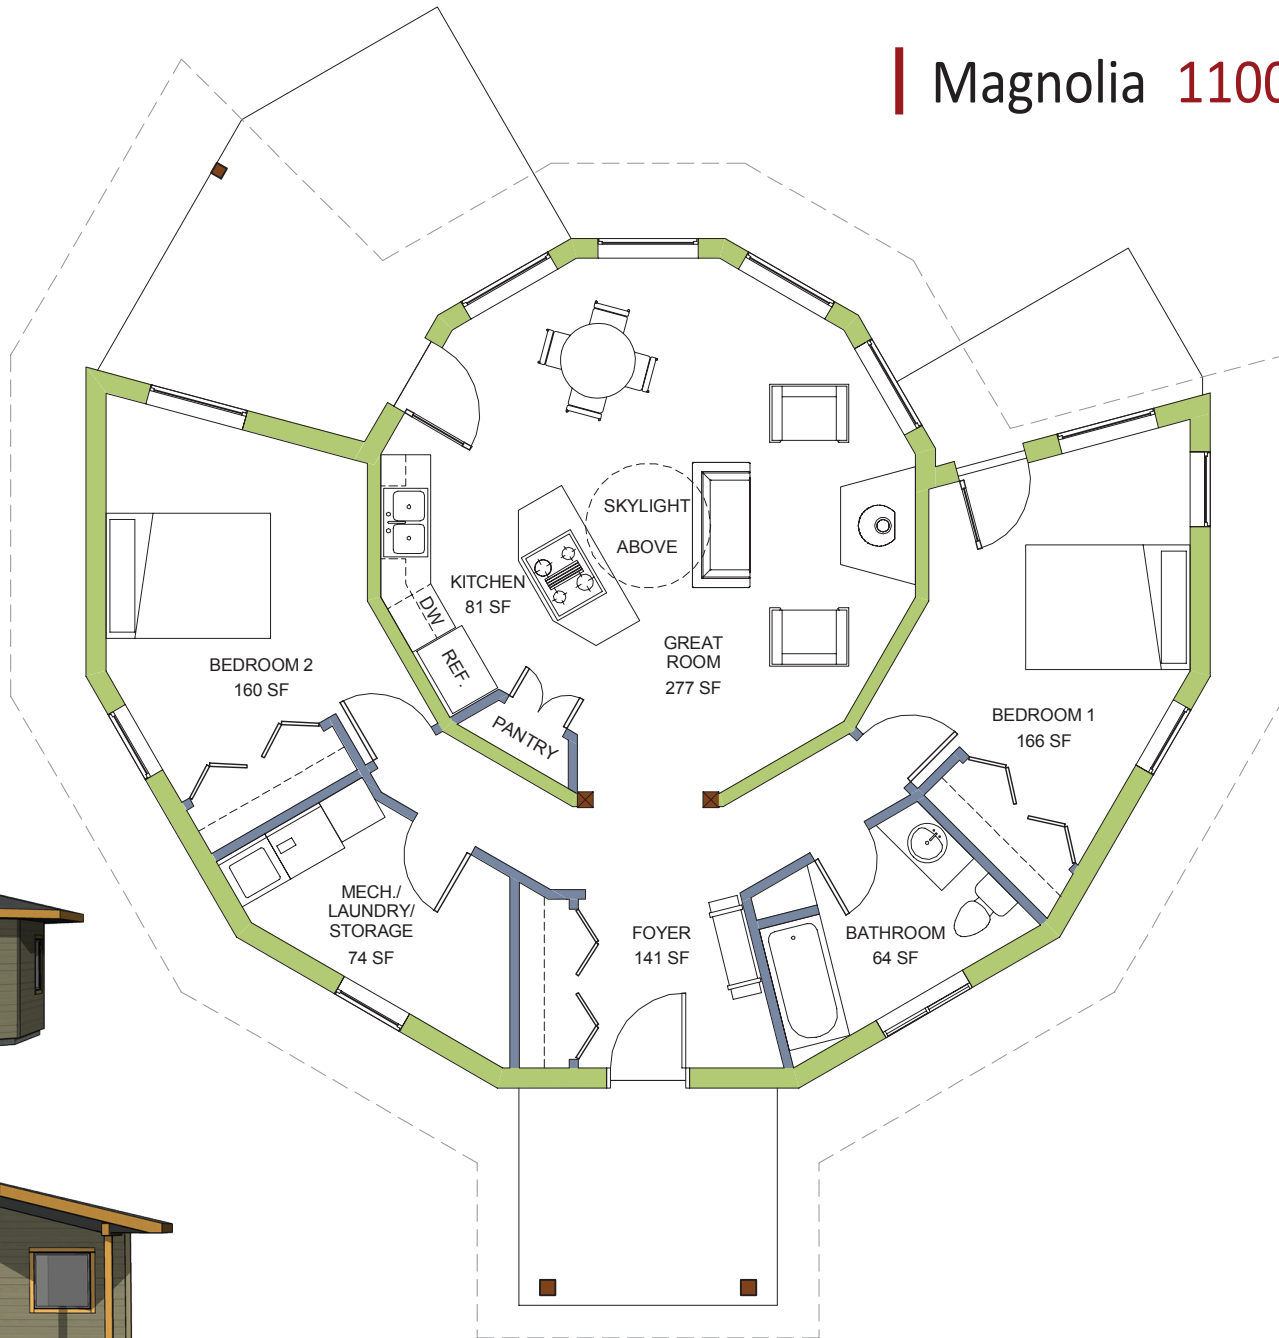 Magnolia 1100
SKYLIGHT
ABOVE
KITCHEN
81 SF
DW
REF.
GREAT
ROOM
277 SF
PANTRY
BEDROOM 2
160 SF
BEDROOM 1
166 SF
MECH./
LAUNDRY/
STORAGE
74 SF
FOYER
141 SF
BATHROOM
64 SF